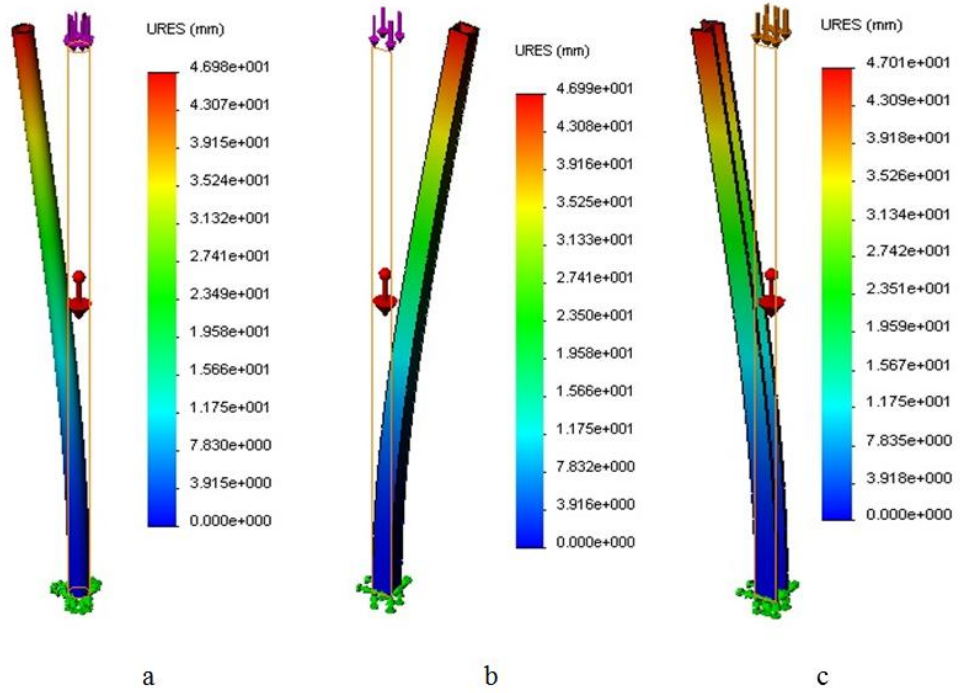 URES (mm)
4.698e+001
4.307e+001
3.915e+001
3.524e+001
3.132e+001
2.741e+001
2.349e+001
1.958e+001
1.566e+001
1.175e+001
7.830e+000
3.915e+000
0.000e+000
a
URES (mm)
4.699e+001
4.308e+001
3.916e+001
3.525e+001
3.133e+001
2.741e+001
2.350e+001
1.958e+001
1.566e+001
1.175e+001
7.832e+000
3.916e+000
0.000e+000
b
URES (mm)
4.701e+001
4.309e+001
3.918e+001
3.526e+001
3.134e+001
2.742e+001
2.351e+001
1.959e+001
1.567e+001
1.175e+001
7.835e+000
3.918e+000
0.000e+000
c